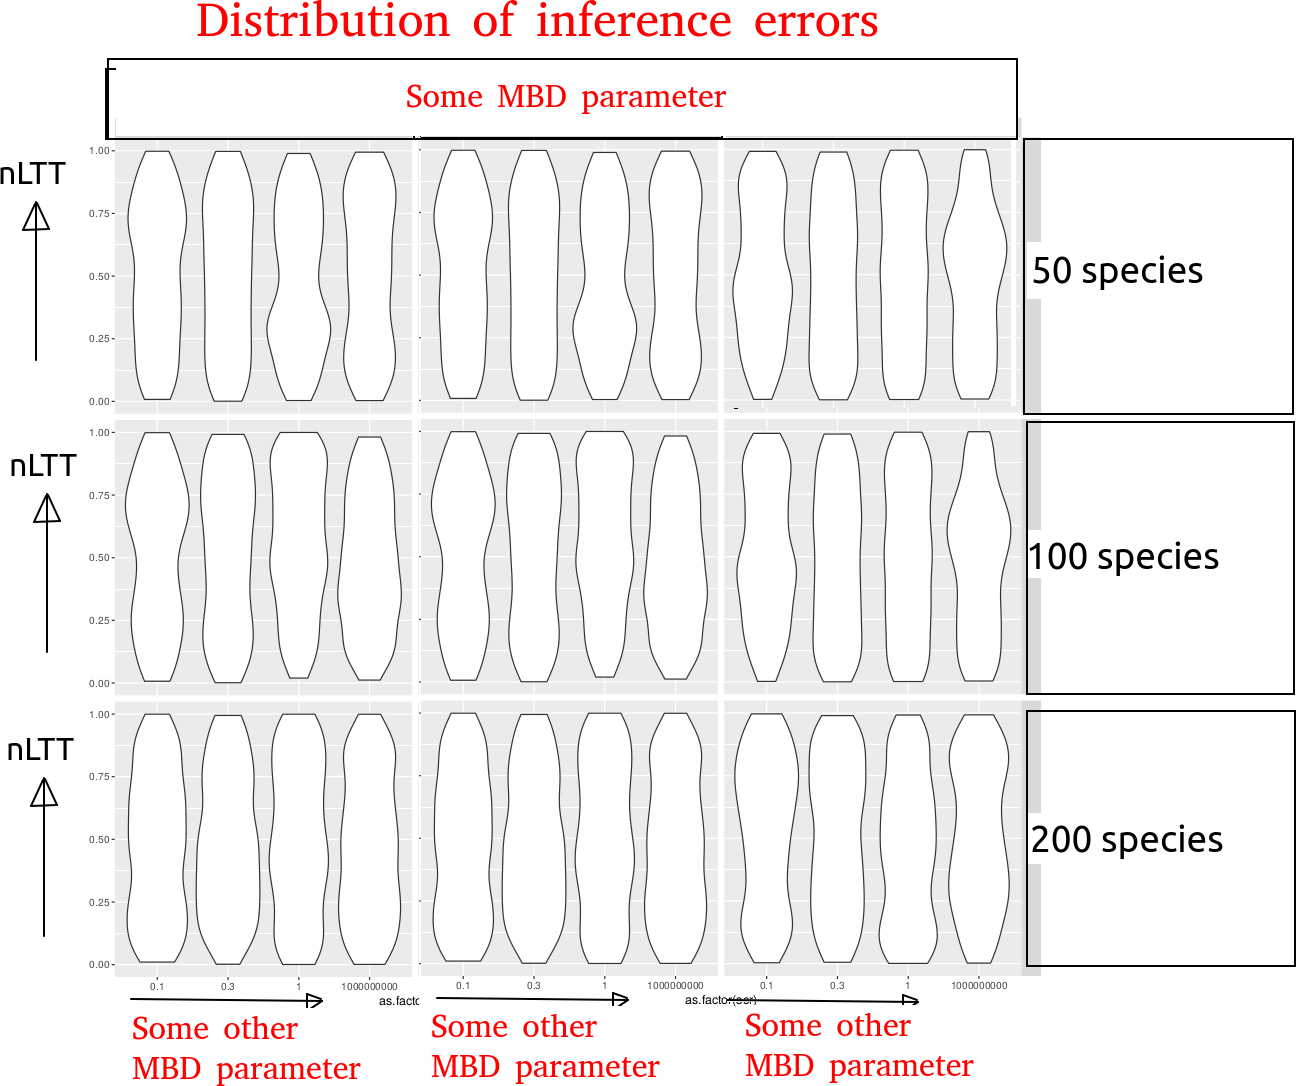 Distribution of inference errors
Some MBD parameter
nLTT
1.00
0.75
0.50
0.25
0.00
50 species
nLTT
1.00
0.75
0.50
0.25
0.00
100 species
nLTT
1.00
0.75
0.50
0.25
0.00
200 species
0.1 0.3 1 1000000000 0.1 0.3 1 1000000000 0.1 0.3 1 1000000000
as.facto as.factor(scr)
Some other Some other Some other
MBD parameter MBD parameter MBD parameter